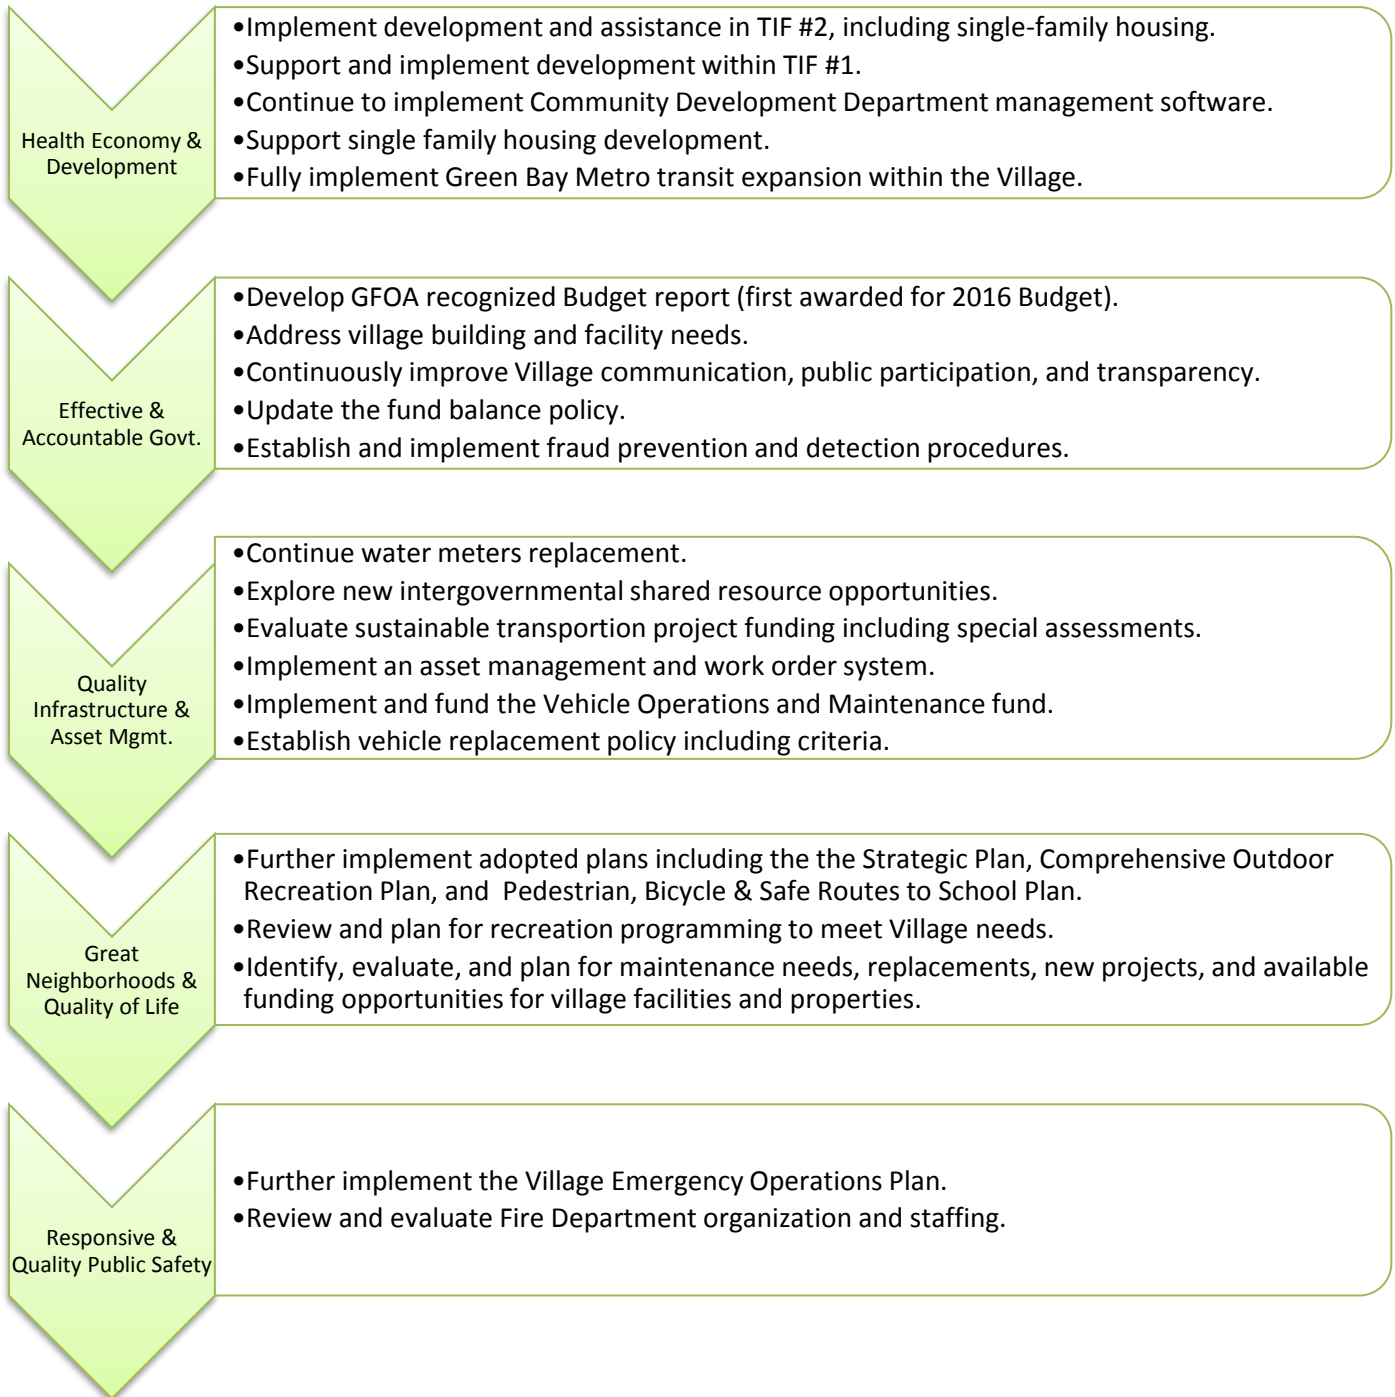 Health Economy &
Development
•Implement development and assistance in TIF #2, including single-family housing.
•Support and implement development within TIF #1.
•Continue to implement Community Development Department management software.
•Support single family housing development.
•Fully implement Green Bay Metro transit expansion within the Village.
Effective &
Accountable Govt.
•Develop GFOA recognized Budget report (first awarded for 2016 Budget).
•Address village building and facility needs.
•Continuously improve Village communication, public participation, and transparency.
•Update the fund balance policy.
•Establish and implement fraud prevention and detection procedures.
Quality
Infrastructure &
Asset Mgmt.
•Continue water meters replacement.
•Explore new intergovernmental shared resource opportunities.
•Evaluate sustainable transportion project funding including special assessments.
•Implement an asset management and work order system.
•Implement and fund the Vehicle Operations and Maintenance fund.
•Establish vehicle replacement policy including criteria.
Great
Neighborhoods &
Quality of Life
•Further implement adopted plans including the the Strategic Plan, Comprehensive Outdoor
Recreation Plan, and  Pedestrian, Bicycle & Safe Routes to School Plan.
•Review and plan for recreation programming to meet Village needs.
•Identify, evaluate, and plan for maintenance needs, replacements, new projects, and available
funding opportunities for village facilities and properties.
Responsive &
Quality Public Safety
•Further implement the Village Emergency Operations Plan.
•Review and evaluate Fire Department organization and staffing.